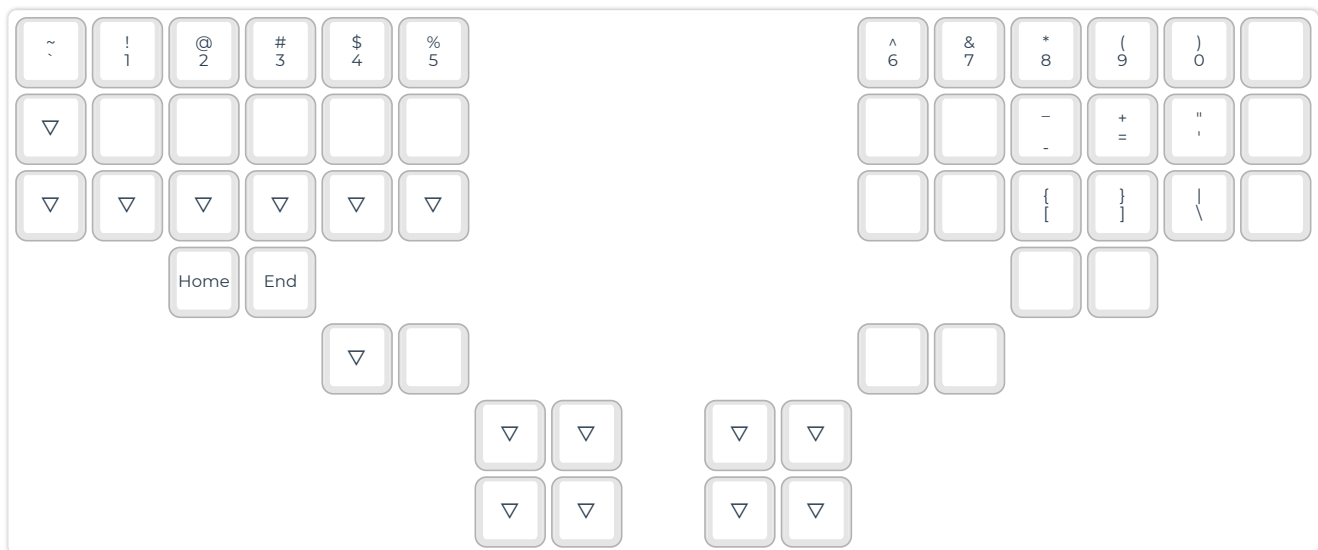 ~ ! @ # $ % ^ & * ( )
` 1 2 3 4 5 6 7 8 9 0
▽ _ + "
- = '
▽ ▽ ▽ ▽ ▽ ▽ { } |
[ ] \
Home End
▽
▽ ▽ ▽ ▽
▽ ▽ ▽ ▽